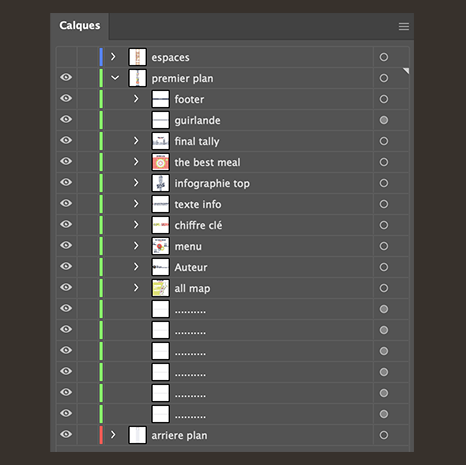 Calques
espaces
premier plan
footer
guirlande
final tally
the best meal
infographie top
texte info
chiffre clé
menu
Auteur
all map
..........
..........
..........
..........
..........
..........
arriere plan